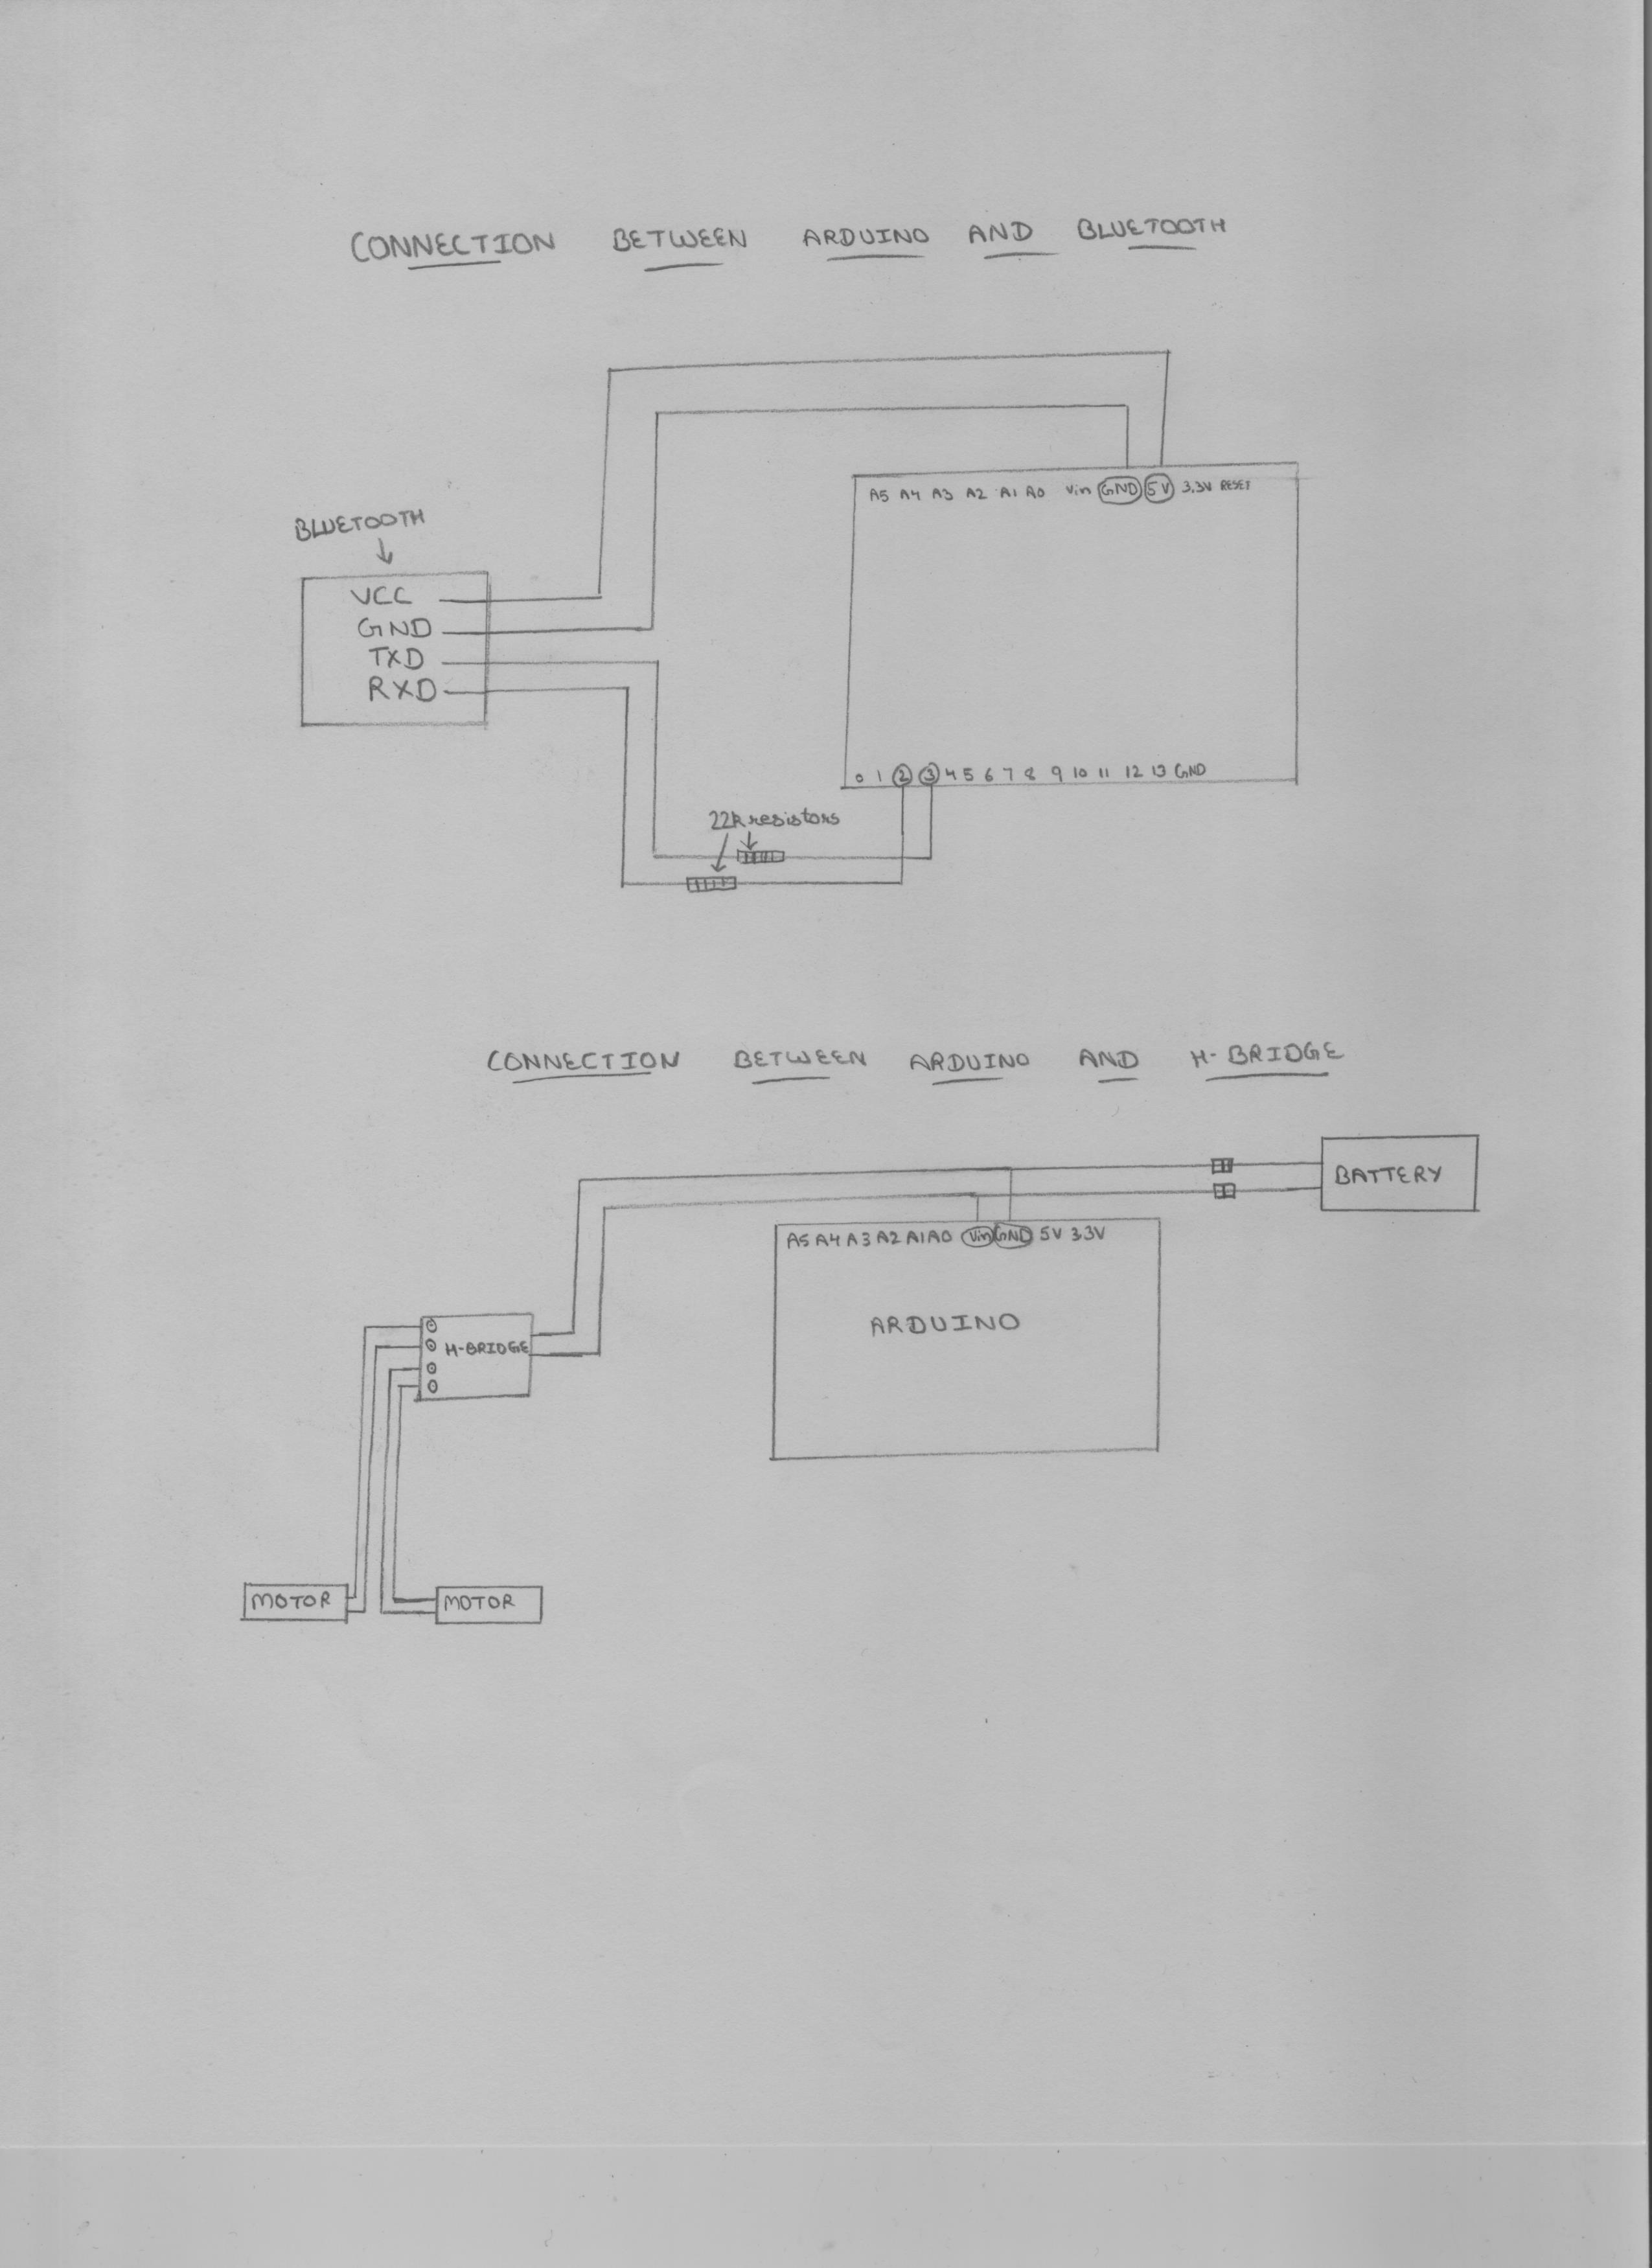 CONNECTION BETWEEN ARDUINO AND BLUETOOTH
A5 A4 A3 A2 A1 A0 Vin GND 5V 3.3V RESET
BLUETOOTH
VCC
GND
TXD
RXD
0 1 2 3 4 5 6 7 8 9 10 11 12 13 GND
22k resistors
CONNECTION BETWEEN ARDUINO AND H-BRIDGE
BATTERY
A5 A4 A3 A2 A1 A0 Vin GND 5V 3.3V
ARDUINO
H-BRIDGE
MOTOR
MOTOR